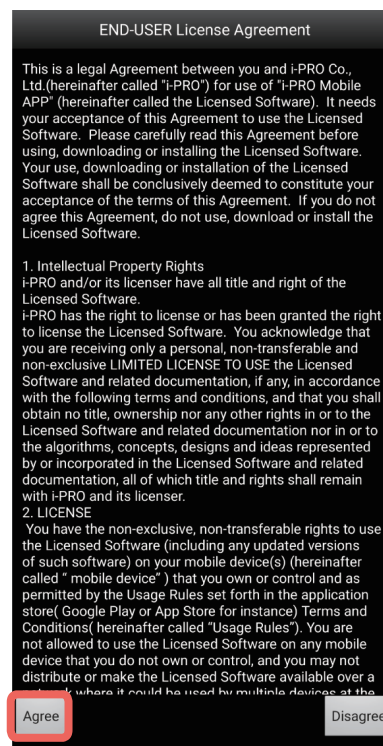 END-USER License Agreement
This is a legal Agreement between you and i-PRO Co.,
Ltd.(hereinafter called "i-PRO") for use of "i-PRO Mobile
APP" (hereinafter called the Licensed Software).  It needs
your acceptance of this Agreement to use the Licensed
Software.  Please carefully read this Agreement before
using, downloading or installing the Licensed Software.
Your use, downloading or installation of the Licensed
Software shall be conclusively deemed to constitute your
acceptance of the terms of this Agreement.  If you do not
agree this Agreement, do not use, download or install the
Licensed Software.
1. Intellectual Property Rights
i-PRO and/or its licenser have all title and right of the
Licensed Software.
i-PRO has the right to license or has been granted the right
to license the Licensed Software.  You acknowledge that
you are receiving only a personal, non-transferable and
non-exclusive LIMITED LICENSE TO USE the Licensed
Software and related documentation, if any, in accordance
with the following terms and conditions, and that you shall
obtain no title, ownership nor any other rights in or to the
Licensed Software and related documentation nor in or to
the algorithms, concepts, designs and ideas represented
by or incorporated in the Licensed Software and related
documentation, all of which title and rights shall remain
with i-PRO and its licenser.
2. LICENSE
You have the non-exclusive, non-transferable rights to use
the Licensed Software (including any updated versions
of such software) on your mobile device(s) (hereinafter
called “ mobile device” ) that you own or control and as
permitted by the Usage Rules set forth in the application
store( Google Play or App Store for instance) Terms and
Conditions( hereinafter called “Usage Rules”). You are
not allowed to use the Licensed Software on any mobile
device that you do not own or control, and you may not
distribute or make the Licensed Software available over a
network where it could be used by multiple devices at the
Agree
Disagree